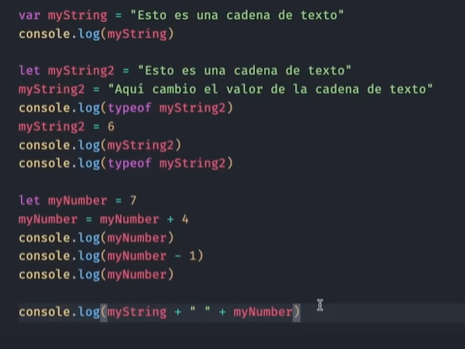 var myString = "Esto es una cadena de texto"
console.log(myString)
let myString2 = "Esto es una cadena de texto"
myString2 = "Aquí cambio el valor de la cadena de texto"
console.log(typeof myString2)
myString2 = 6
console.log(myString2)
console.log(typeof myString2)
let myNumber = 7
myNumber = myNumber + 4
console.log(myNumber)
console.log(myNumber - 1)
console.log(myNumber)
console.log(myString + " " + myNumber)